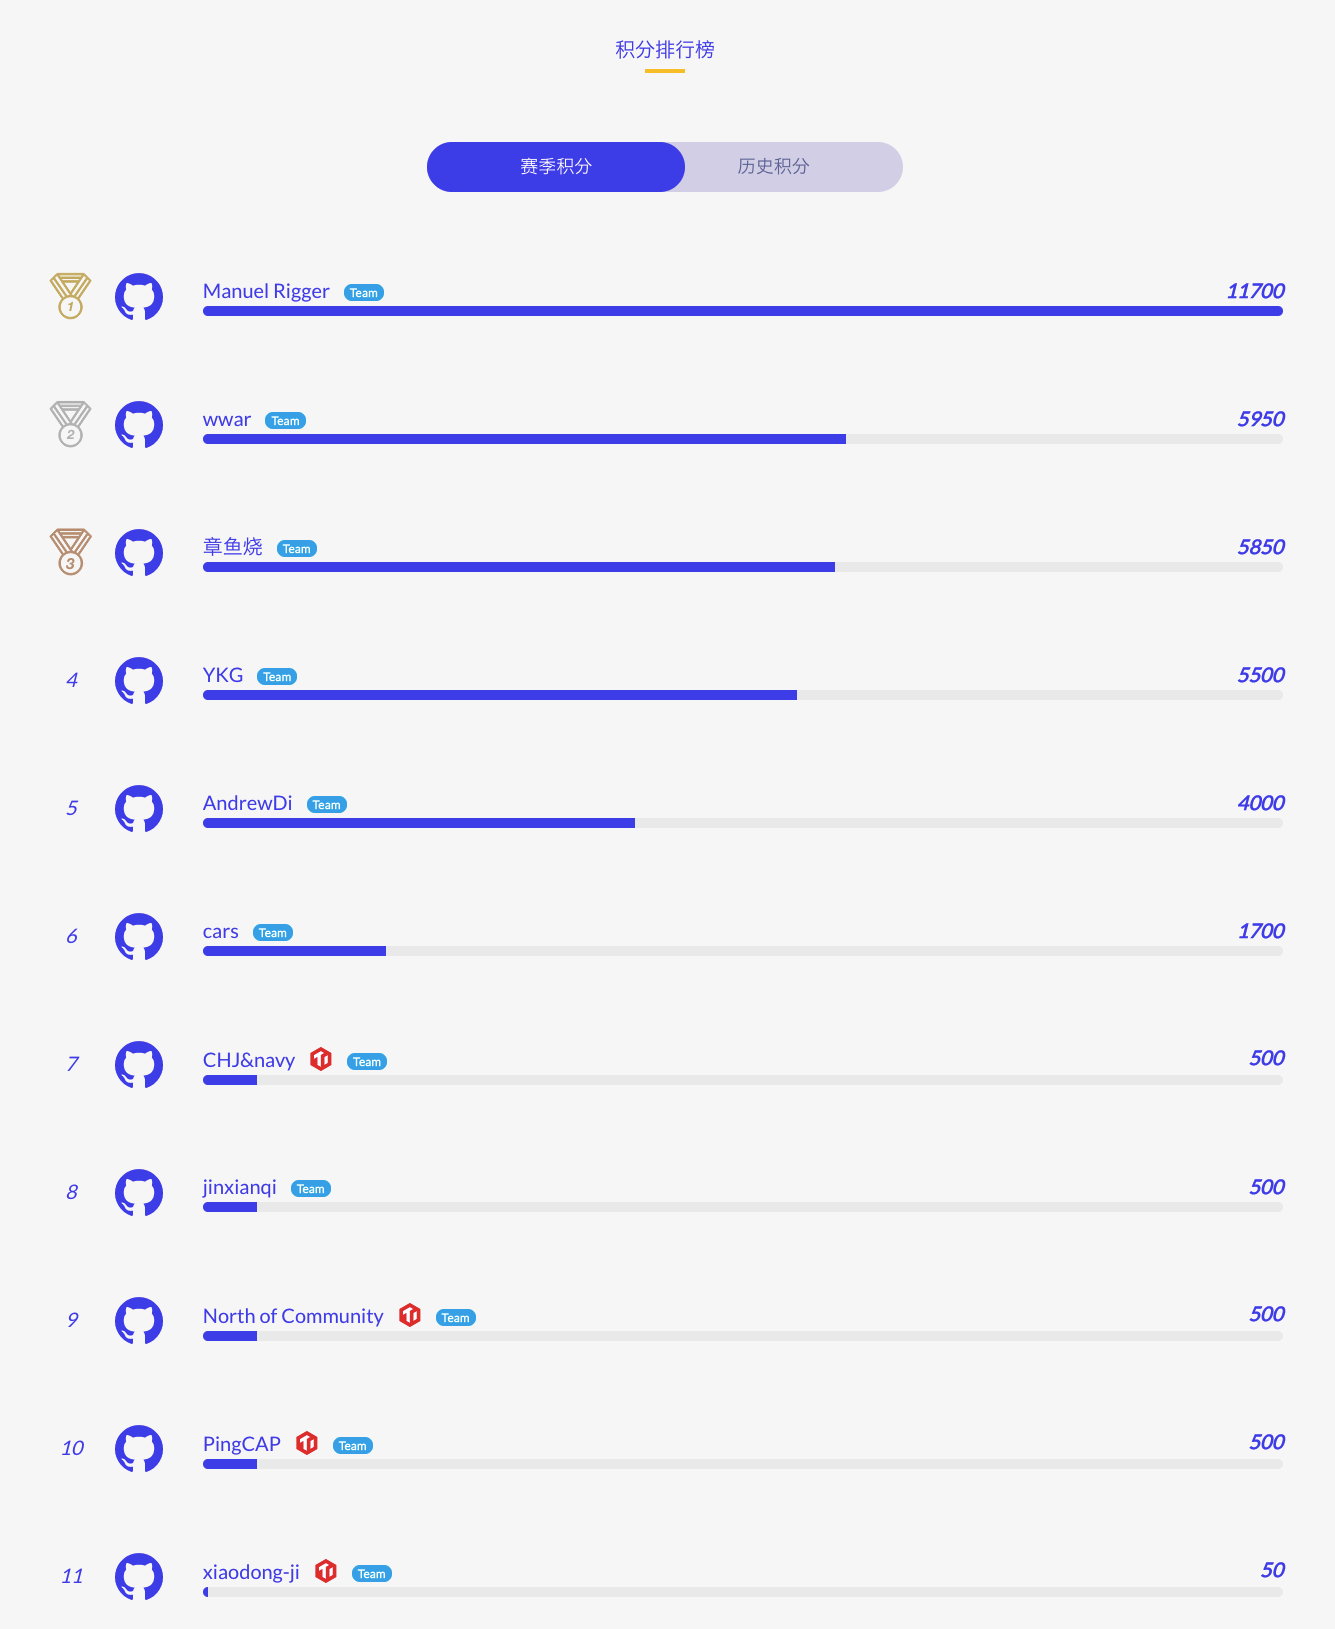 积分排行榜
赛季积分 历史积分
1 Manuel Rigger Team 11700
2 wwar Team 5950
3 章鱼烧 Team 5850
4 YKG Team 5500
5 AndrewDi Team 4000
6 cars Team 1700
7 CHJ&navy Team 500
8 jinxianqi Team 500
9 North of Community Team 500
10 PingCAP Team 500
11 xiaodong-ji Team 50